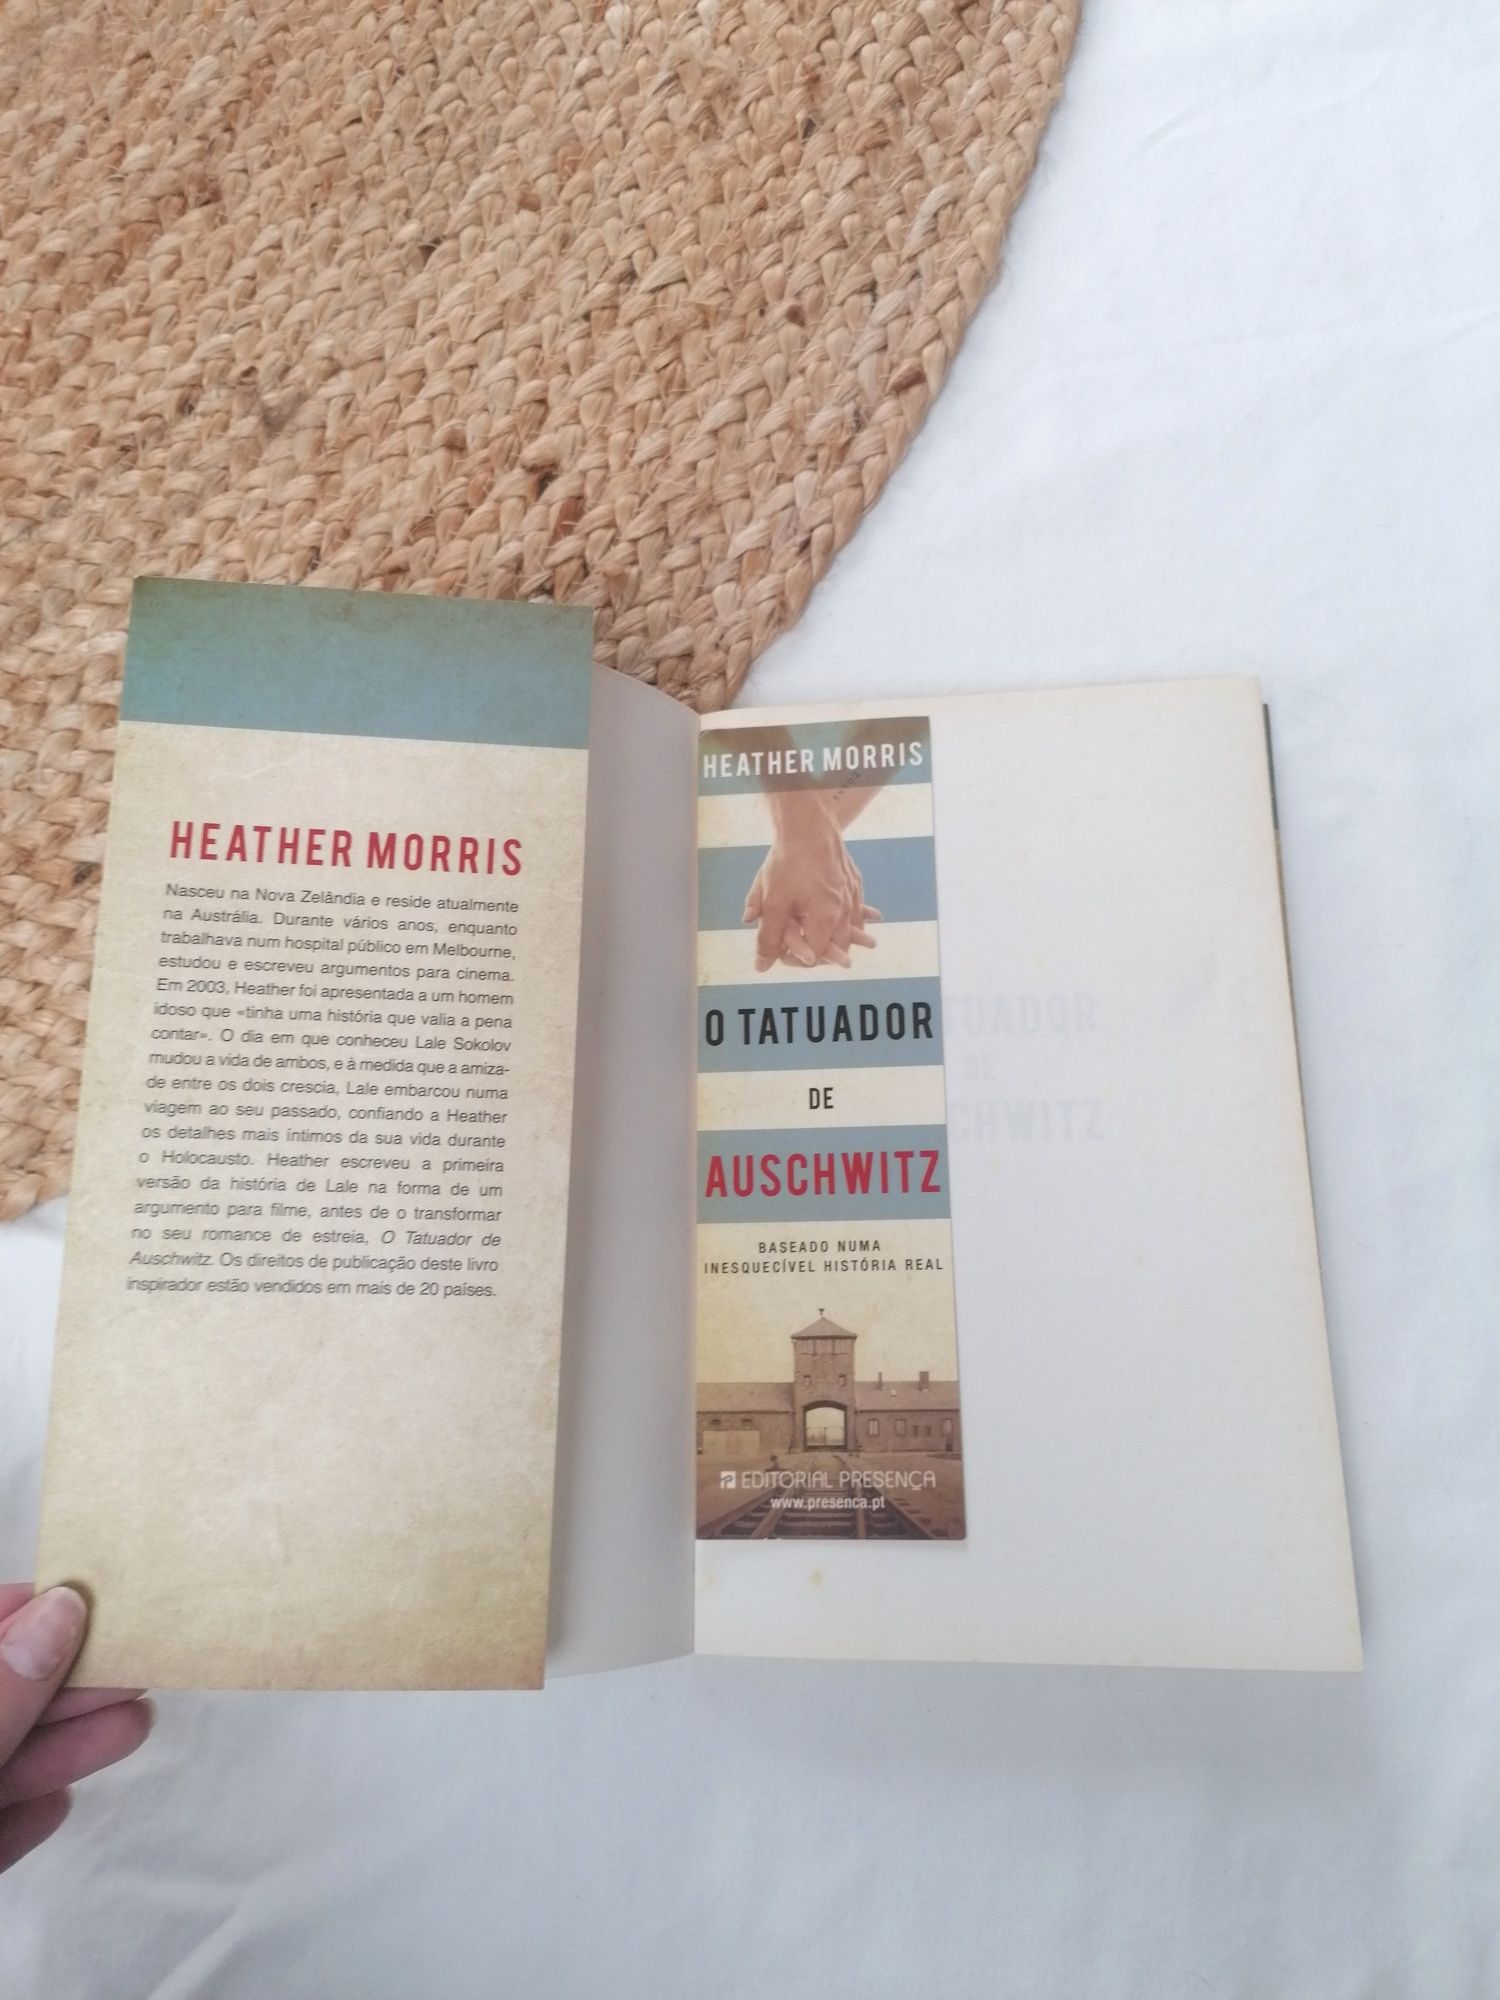 HEATHER MORRIS
Nasceu na Nova Zelândia e reside atualmente
na Austrália. Durante vários anos, enquanto
trabalhava num hospital público em Melbourne,
estudou e escreveu argumentos para cinema.
Em 2003, Heather foi apresentada a um homem
idoso que «tinha uma história que valia a pena
contar». O dia em que conheceu Lale Sokolov
mudou a vida de ambos, e à medida que a amiza-
de entre os dois crescia, Lale embarcou numa
viagem ao seu passado, confiando a Heather
os detalhes mais íntimos da sua vida durante
o Holocausto. Heather escreveu a primeira
versão da história de Lale na forma de um
argumento para filme, antes de o transformar
no seu romance de estreia, O Tatuador de
Auschwitz. Os direitos de publicação deste livro
inspirador estão vendidos em mais de 20 países.
HEATHER MORRIS
O TATUADOR
DE
AUSCHWITZ
BASEADO NUMA
INESQUECÍVEL HISTÓRIA REAL
EDITORIAL PRESENÇA
www.presenca.pt
TUADOR
DE
CHWITZ